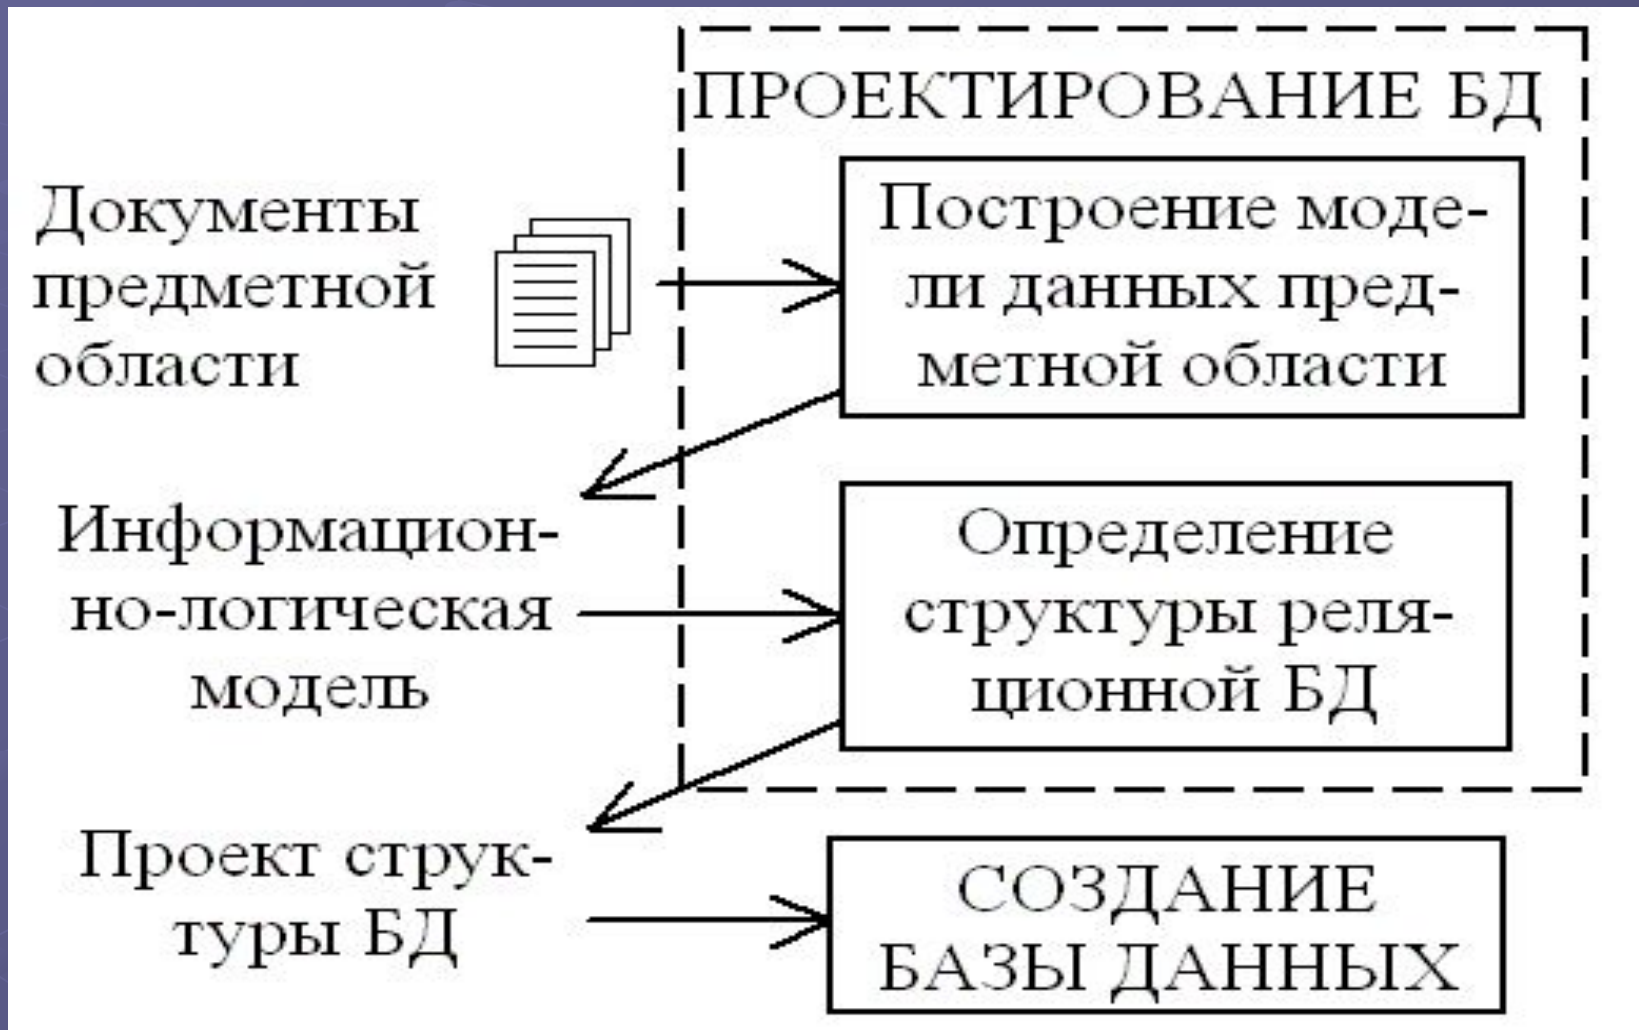 ПРОЕКТИРОВАНИЕ БД
Документы
предметной
области
Построение моде-
ли данных пред-
метной области
Информацион-
но-логическая
модель
Определение
структуры реля-
ционной БД
Проект струк-
туры БД
СОЗДАНИЕ
БАЗЫ ДАННЫХ